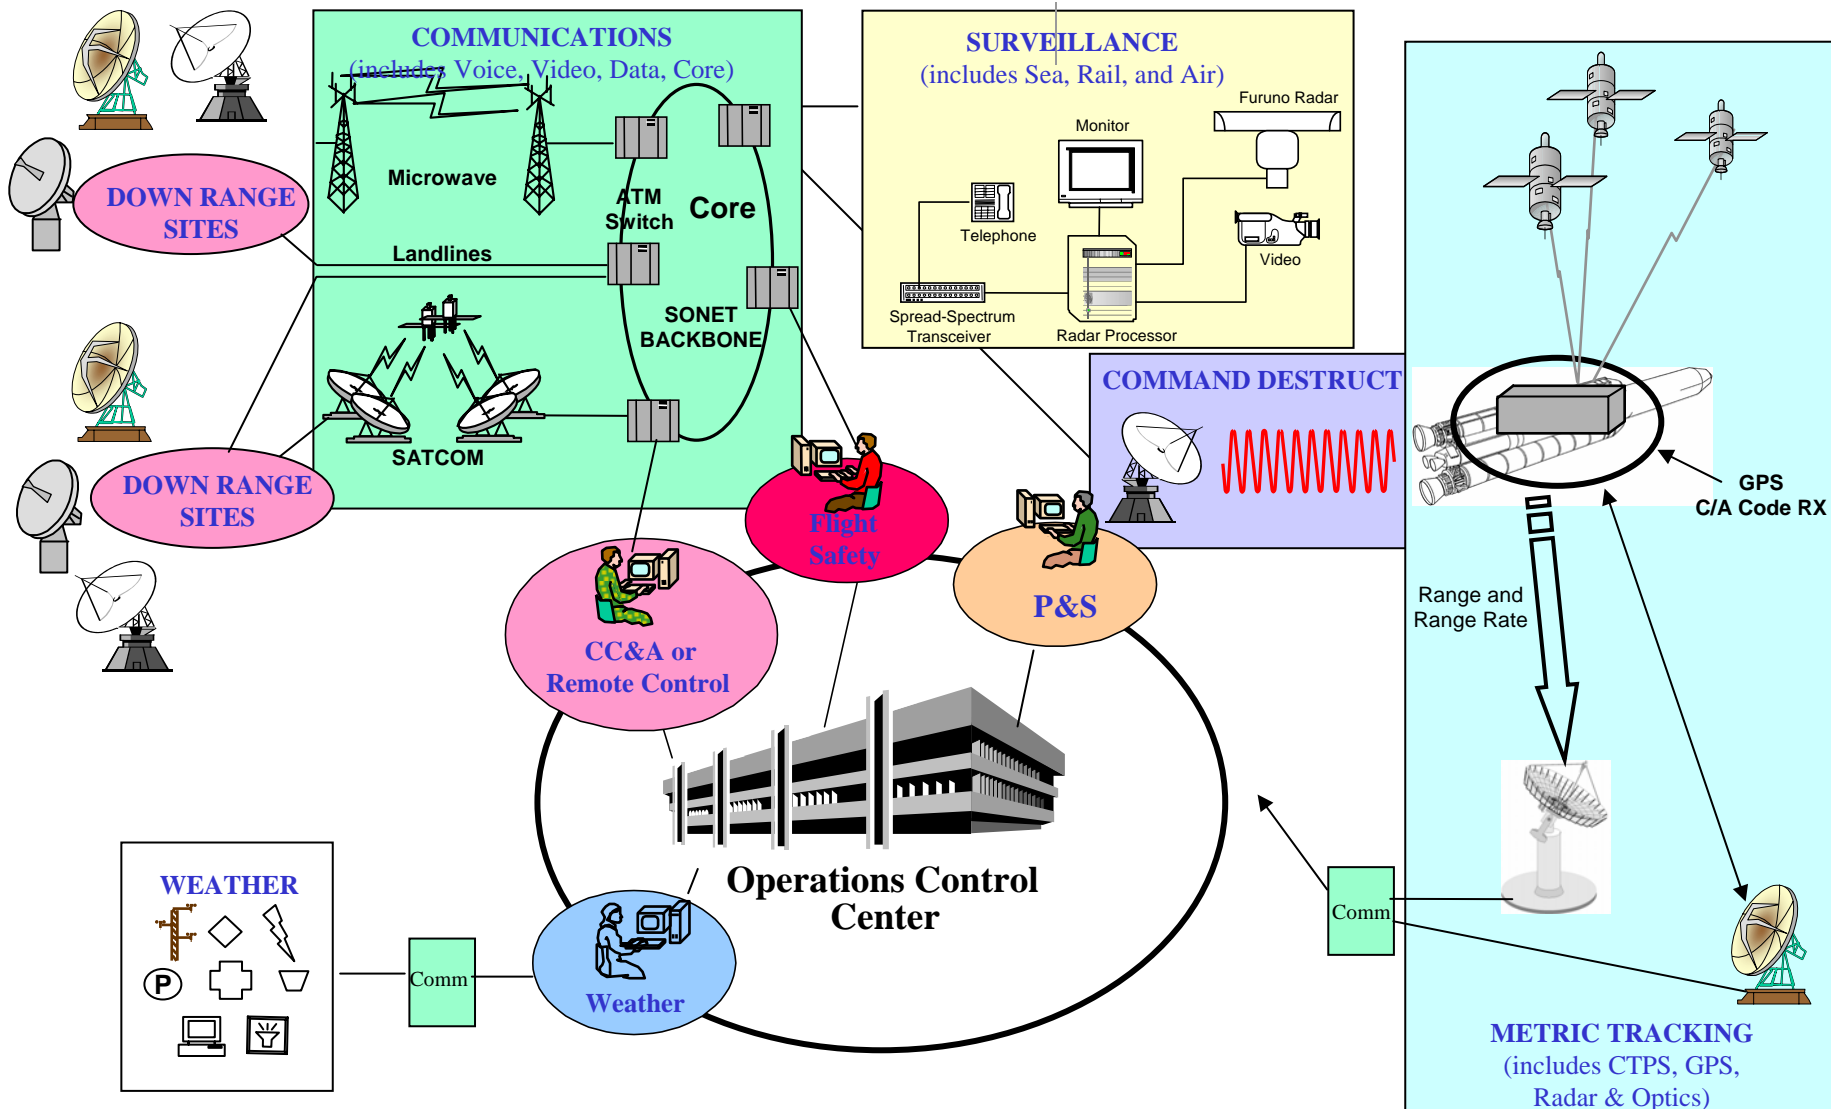 COMMUNICATIONS
(includes Voice, Video, Data, Core)
Microwave
ATM
Switch
Core
Landlines
SONET
BACKBONE
SATCOM
DOWN RANGE
SITES
DOWN RANGE
SITES
SURVEILLANCE
(includes Sea, Rail, and Air)
Furuno Radar
Monitor
Telephone
Video
Spread-Spectrum
Transceiver
Radar Processor
COMMAND DESTRUCT
GPS
C/A Code RX
Range and
Range Rate
Flight
Safety
P&S
CC&A or
Remote Control
Operations Control
Center
WEATHER
P
Comm
Weather
Comm
METRIC TRACKING
(includes CTPS, GPS,
Radar & Optics)